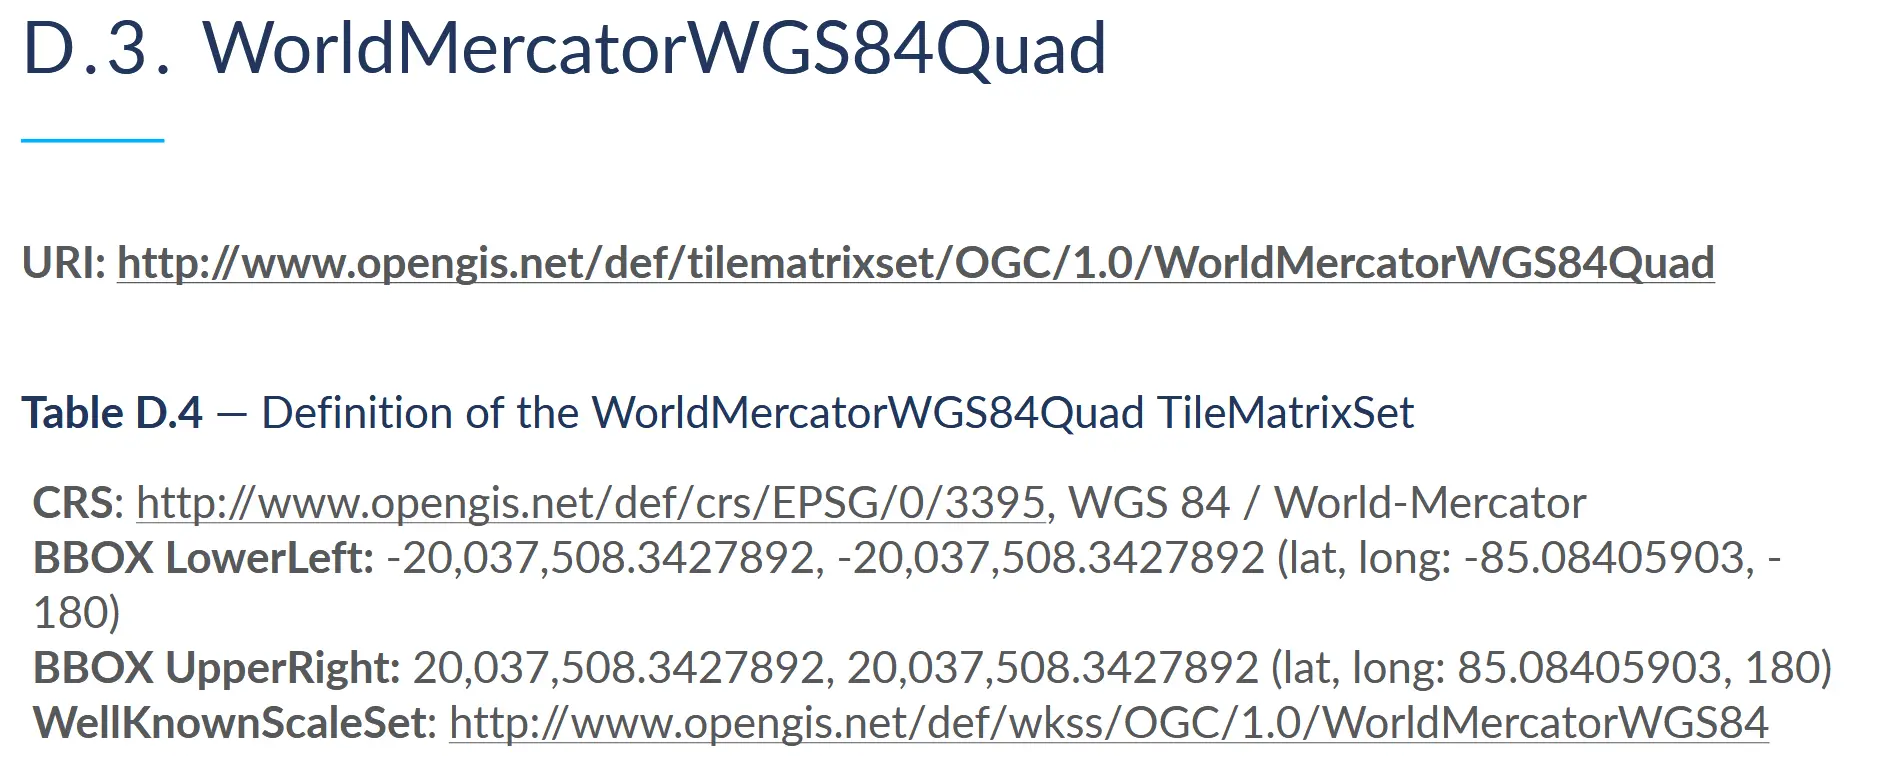 D.3. WorldMercatorWGS84Quad
URI: http://www.opengis.net/def/tilematrixset/OGC/1.0/WorldMercatorWGS84Quad
Table D.4 — Definition of the WorldMercatorWGS84Quad TileMatrixSet
CRS: http://www.opengis.net/def/crs/EPSG/0/3395, WGS 84 / World-Mercator
BBOX LowerLeft: -20,037,508.3427892, -20,037,508.3427892 (lat, long: -85.08405903, -
180)
BBOX UpperRight: 20,037,508.3427892, 20,037,508.3427892 (lat, long: 85.08405903, 180)
WellKnownScaleSet: http://www.opengis.net/def/wkss/OGC/1.0/WorldMercatorWGS84